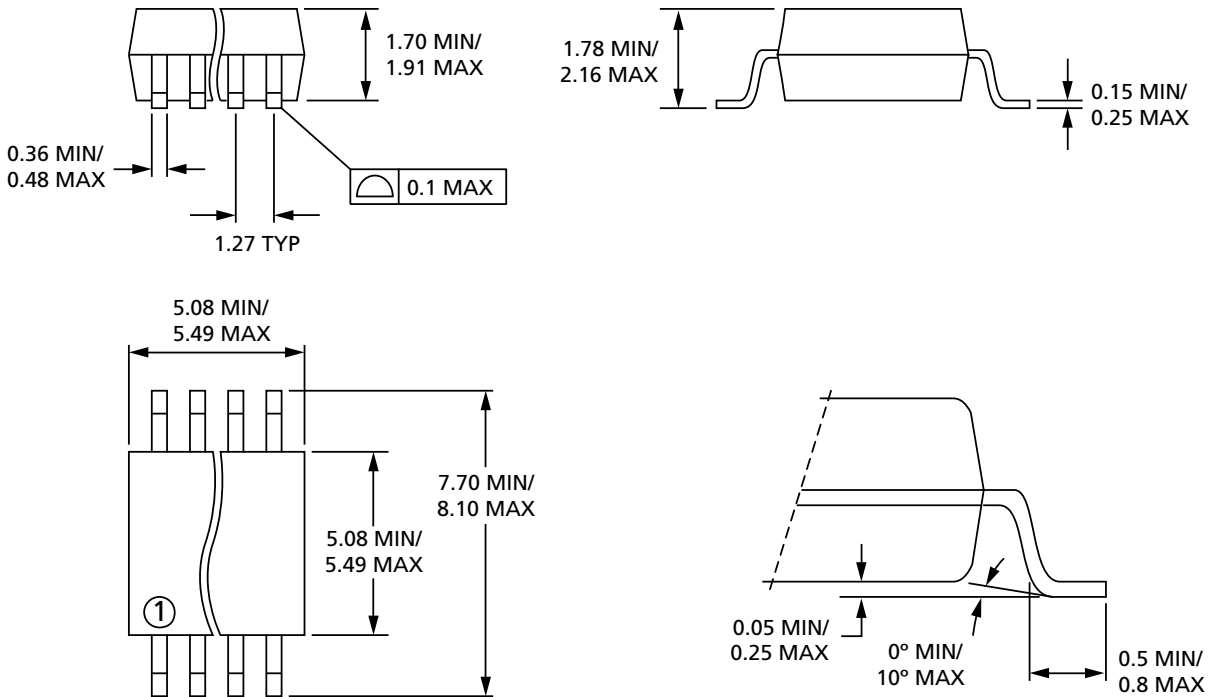 1.70 MIN/
1.91 MAX
1.78 MIN/
2.16 MAX
0.15 MIN/
0.25 MAX
0.36 MIN/
0.48 MAX
0.1 MAX
1.27 TYP
5.08 MIN/
5.49 MAX
7.70 MIN/
8.10 MAX
5.08 MIN/
5.49 MAX
1
0.05 MIN/
0.25 MAX
0º MIN/
10º MAX
0.5 MIN/
0.8 MAX